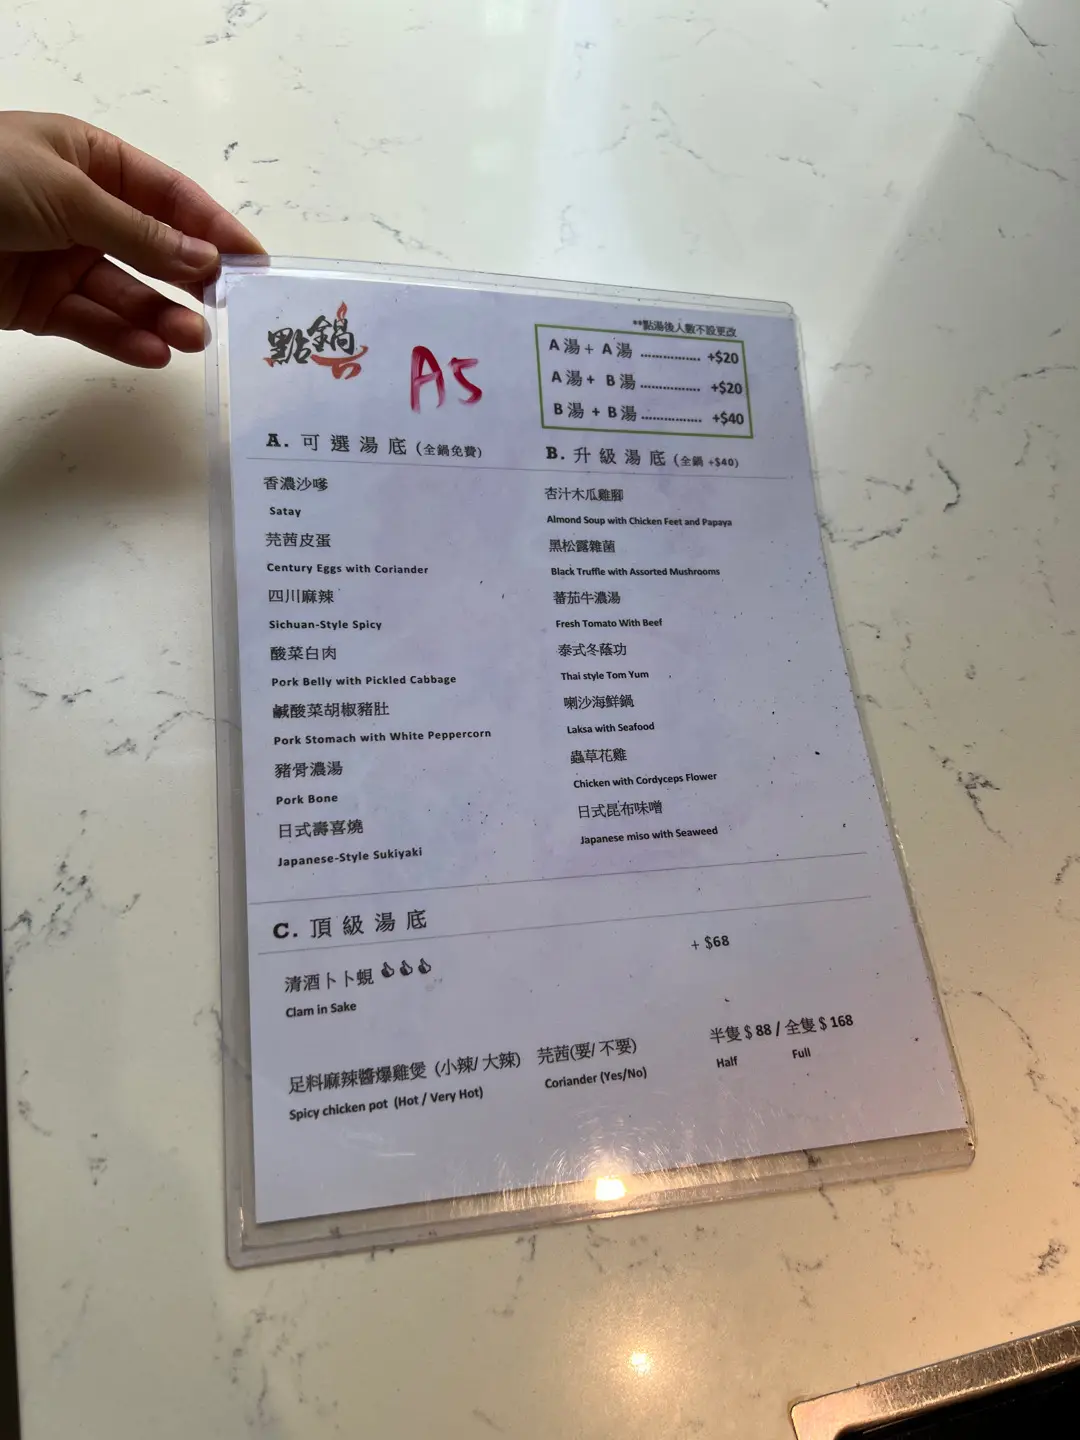 點鍋
A5
**點湯後人數不設更改
A 湯 + A 湯 ................ +$20
A 湯 + B 湯 ................ +$20
B 湯 + B 湯 ................ +$40
A. 可選湯底 (全鍋免費)
香濃沙嗲
Satay
芫茜皮蛋
Century Eggs with Coriander
四川麻辣
Sichuan-Style Spicy
酸菜白肉
Pork Belly with Pickled Cabbage
鹹酸菜胡椒豬肚
Pork Stomach with White Peppercorn
豬骨濃湯
Pork Bone
日式壽喜燒
Japanese-Style Sukiyaki
B. 升級湯底 (全鍋 +$40)
杏汁木瓜雞腳
Almond Soup with Chicken Feet and Papaya
黑松露雜菌
Black Truffle with Assorted Mushrooms
蕃茄牛濃湯
Fresh Tomato With Beef
泰式冬蔭功
Thai style Tom Yum
喇沙海鮮鍋
Laksa with Seafood
蟲草花雞
Chicken with Cordyceps Flower
日式昆布味噌
Japanese miso with Seaweed
C. 頂級湯底
清酒卜卜蜆 + $68
Clam in Sake
足料麻辣醬爆雞煲 (小辣/ 大辣) 芫茜(要/ 不要) 半隻 $ 88 / 全隻 $ 168
Spicy chicken pot (Hot / Very Hot) Coriander (Yes/No) Half Full